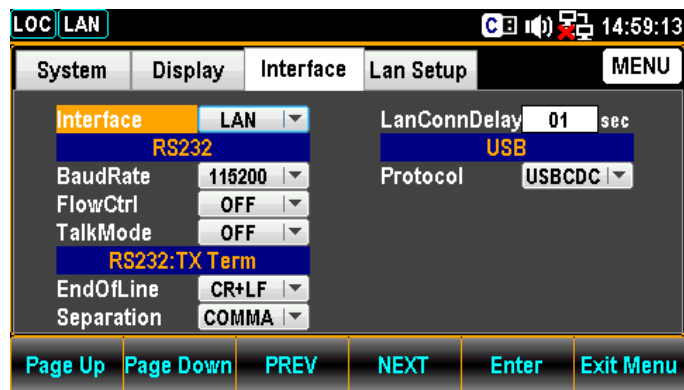 LOC LAN C 14:59:13
System Display Interface Lan Setup MENU
Interface LAN LanConnDelay 01 sec
RS232 USB
BaudRate 115200 Protocol USBCDC
FlowCtrl OFF
TalkMode OFF
RS232:TX Term
EndOfLine CR+LF
Separation COMMA
Page Up Page Down PREV NEXT Enter Exit Menu